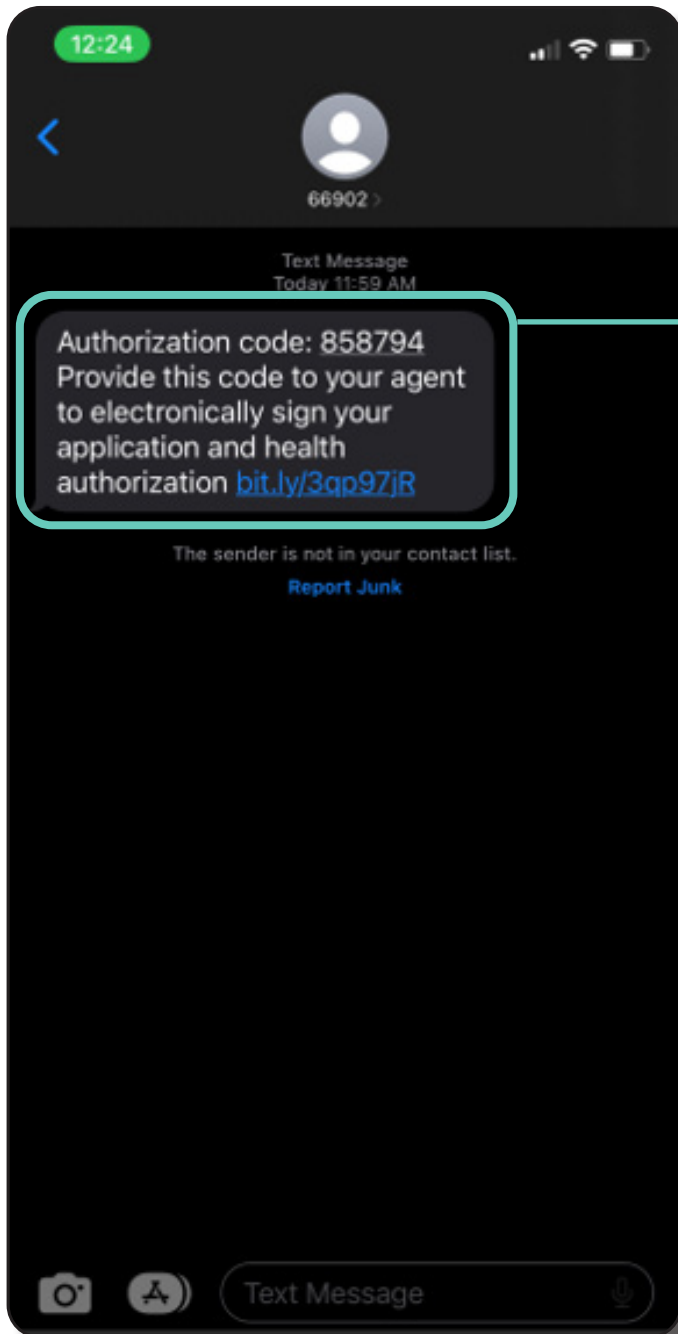 12:24
66902 >
Text Message
Today 11:59 AM
Authorization code: 858794
Provide this code to your agent
to electronically sign your
application and health
authorization bit.ly/3qp97jR
The sender is not in your contact list.
Report Junk
Text Message